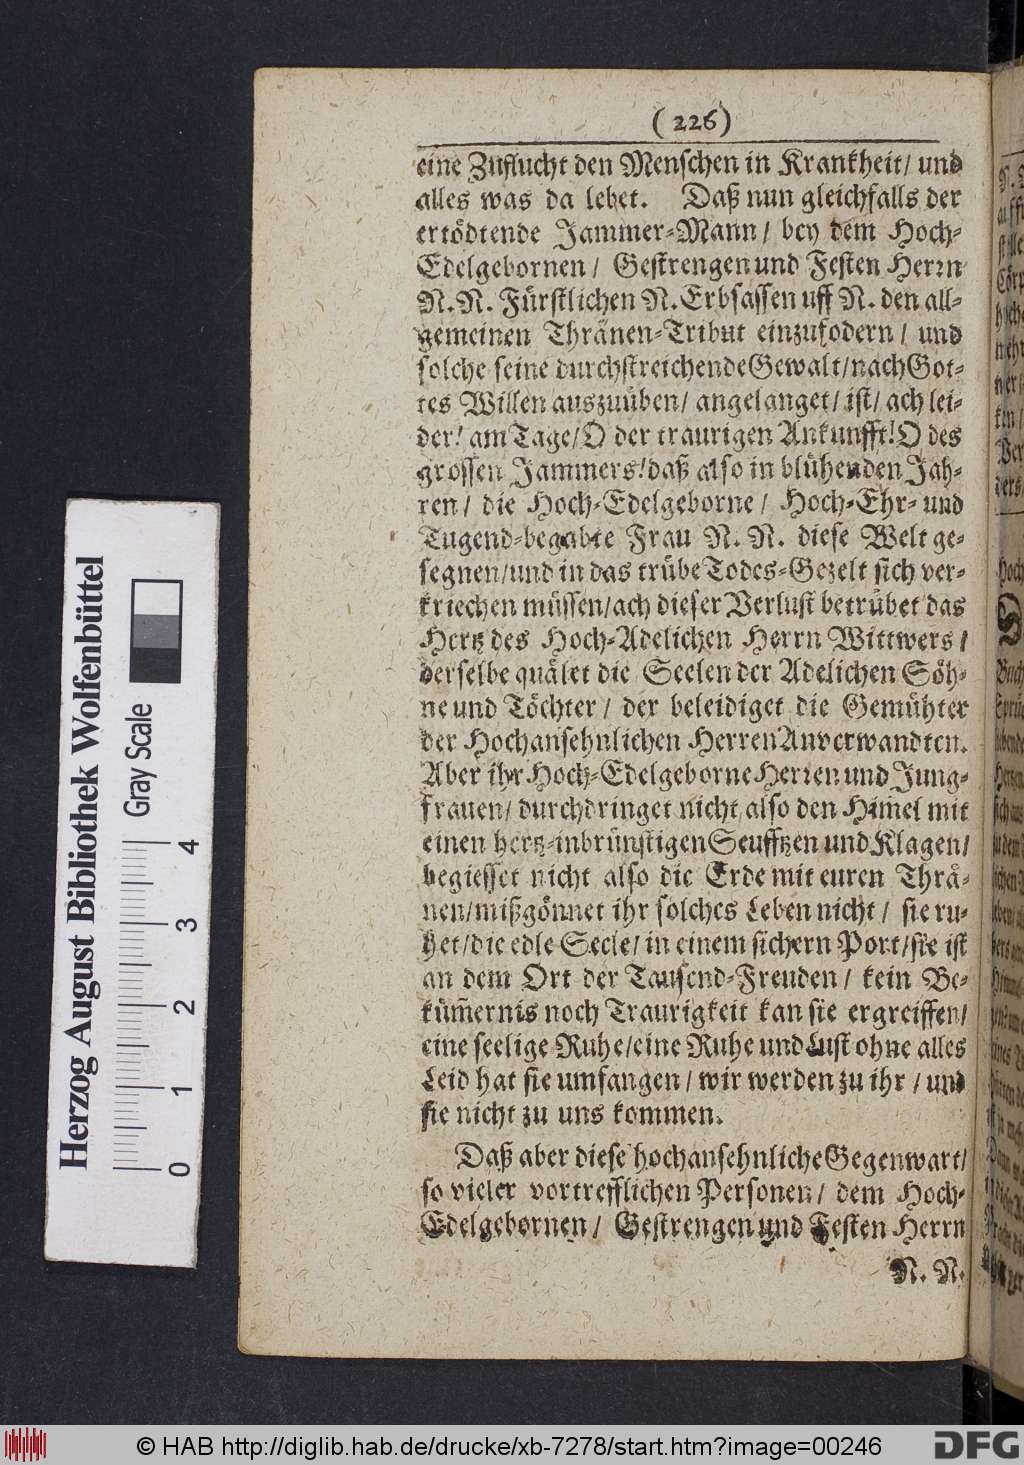 (226)
eine Zuflucht den Menschen in Krankheit/ und
alles was da lebet. Daß nun gleichfalls der
ertödtende Jammer-Mann/ bey dem Hoch-
Edelgebornen/ Gestrengen und Festen Herrn
N. N. Fürstlichen N. Erbsassen uff N. den all-
gemeinen Thränen-Tribut einzufodern/ und
solche seine durchstreichende Gewalt/ nach Got-
tes Willen auszuüben/ angelanget/ ist/ ach lei-
der! am Tage/ O der traurigen Ankunfft! O des
grossen Jammers! daß also in blühenden Jah-
ren/ die Hoch-Edelgeborne/ Hoch-Ehr- und
Tugend-begabte Frau N. N. diese Welt ge-
segnen/ und in das trübe Todes-Gezelt sich ver-
kriechen müssen/ ach dieser Verlust betrübet das
Hertz des Hoch-Adelichen Herrn Wittwers/
derselbe quälet die Seelen der Adelichen Söh-
ne und Töchter/ der beleidiget die Gemühter
der Hochansehnlichen Herren Anverwandten.
Aber ihr Hoch-Edelgeborne Herren und Jung-
frauen/ durchdringet nicht also den Him̃el mit
einen hertz-inbrünstigen Seufftzen und Klagen/
begiesset nicht also die Erde mit euren Thrä-
nen/ mißgönnet ihr solches Leben nicht/ sie ru-
het/ die edle Seele/ in einem sichern Port/ sie ist
an dem Ort der Tausend-Freuden/ kein Be-
küm̃ernis noch Traurigkeit kan sie ergreiffen/
eine seelige Ruhe/ eine Ruhe und Lust ohne alles
Leid hat sie umfangen/ wir werden zu ihr/ und
sie nicht zu uns kommen.
Daß aber diese hochansehnliche Gegenwart/
so vieler vortrefflichen Personen/ dem Hoch-
Edelgebornen/ Gestrengen und Festen Herrn
N. N.
Herzog August Bibliothek Wolfenbüttel
Gray Scale
0 1 2 3 4
© HAB http://diglib.hab.de/drucke/xb-7278/start.htm?image=00246
DFG